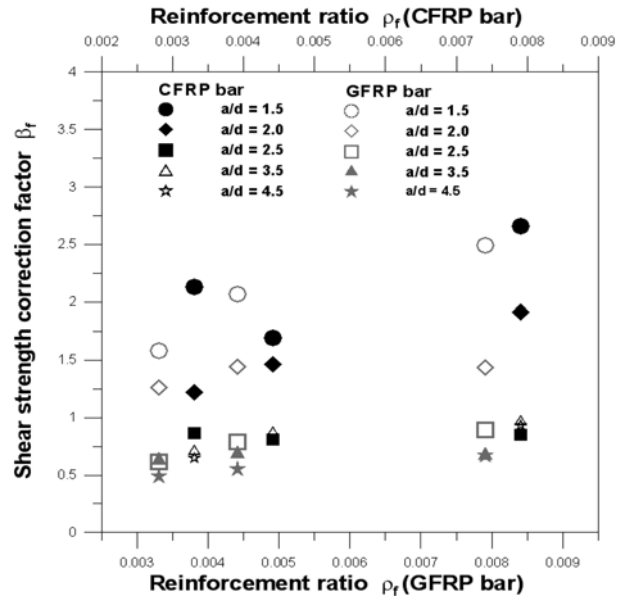 Reinforcement ratio ρf (CFRP bar)
0.002 0.003 0.004 0.005 0.006 0.007 0.008 0.009
Shear strength correction factor βf
4
3.5
3
2.5
2
1.5
1
0.5
0
CFRP bar GFRP bar
a/d = 1.5 a/d = 1.5
a/d = 2.0 a/d = 2.0
a/d = 2.5 a/d = 2.5
a/d = 3.5 a/d = 3.5
a/d = 4.5 a/d = 4.5
0.003 0.004 0.005 0.006 0.007 0.008 0.009
Reinforcement ratio ρf (GFRP bar)